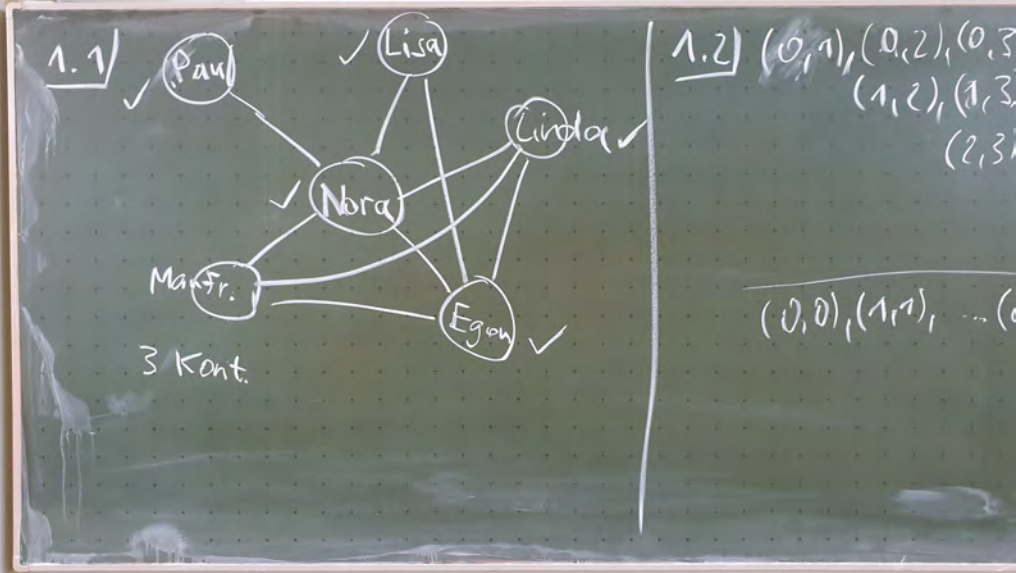 1.1)
Paul
Lisa
Linda
Nora
Manfr.
Egon
3 Kont.
1.2) (0,1), (0,2), (0,3
(1,2), (1,3
(2,3
(0,0), (1,1), ... (